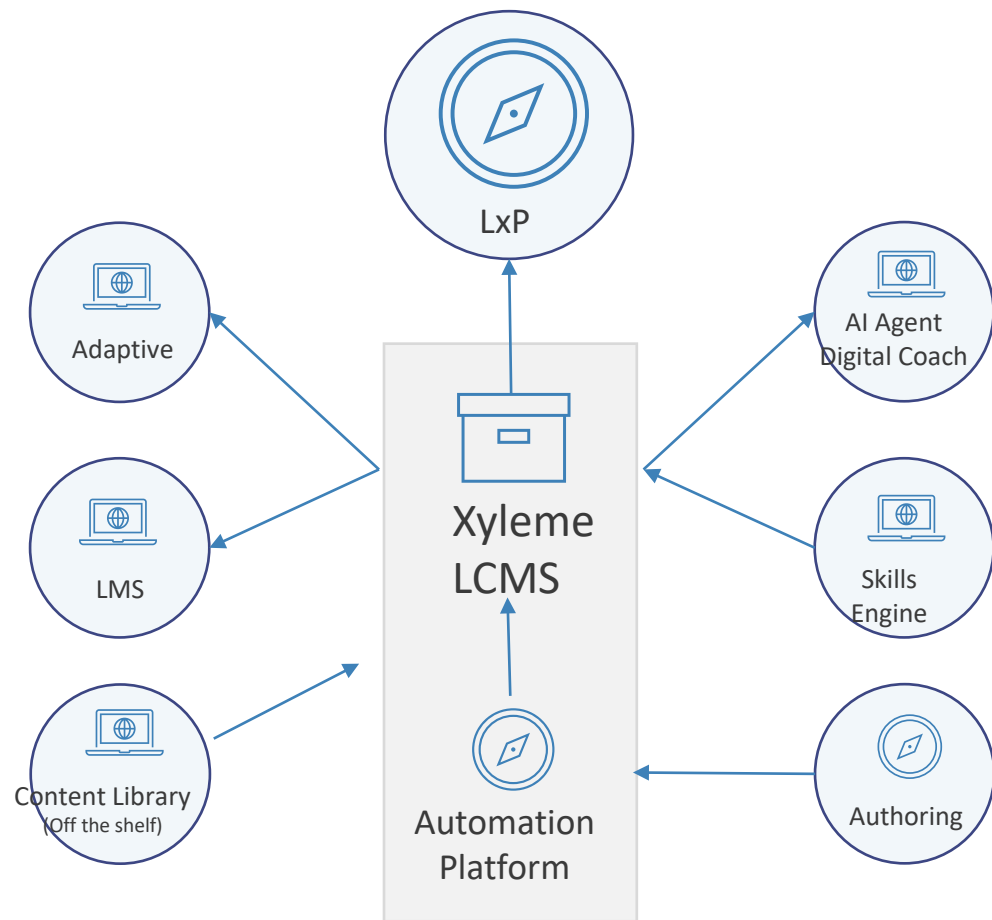 LxP
Adaptive
AI Agent
Digital Coach
Xyleme
LCMS
LMS
Skills
Engine
Content Library
(Off the shelf)
Automation
Platform
Authoring